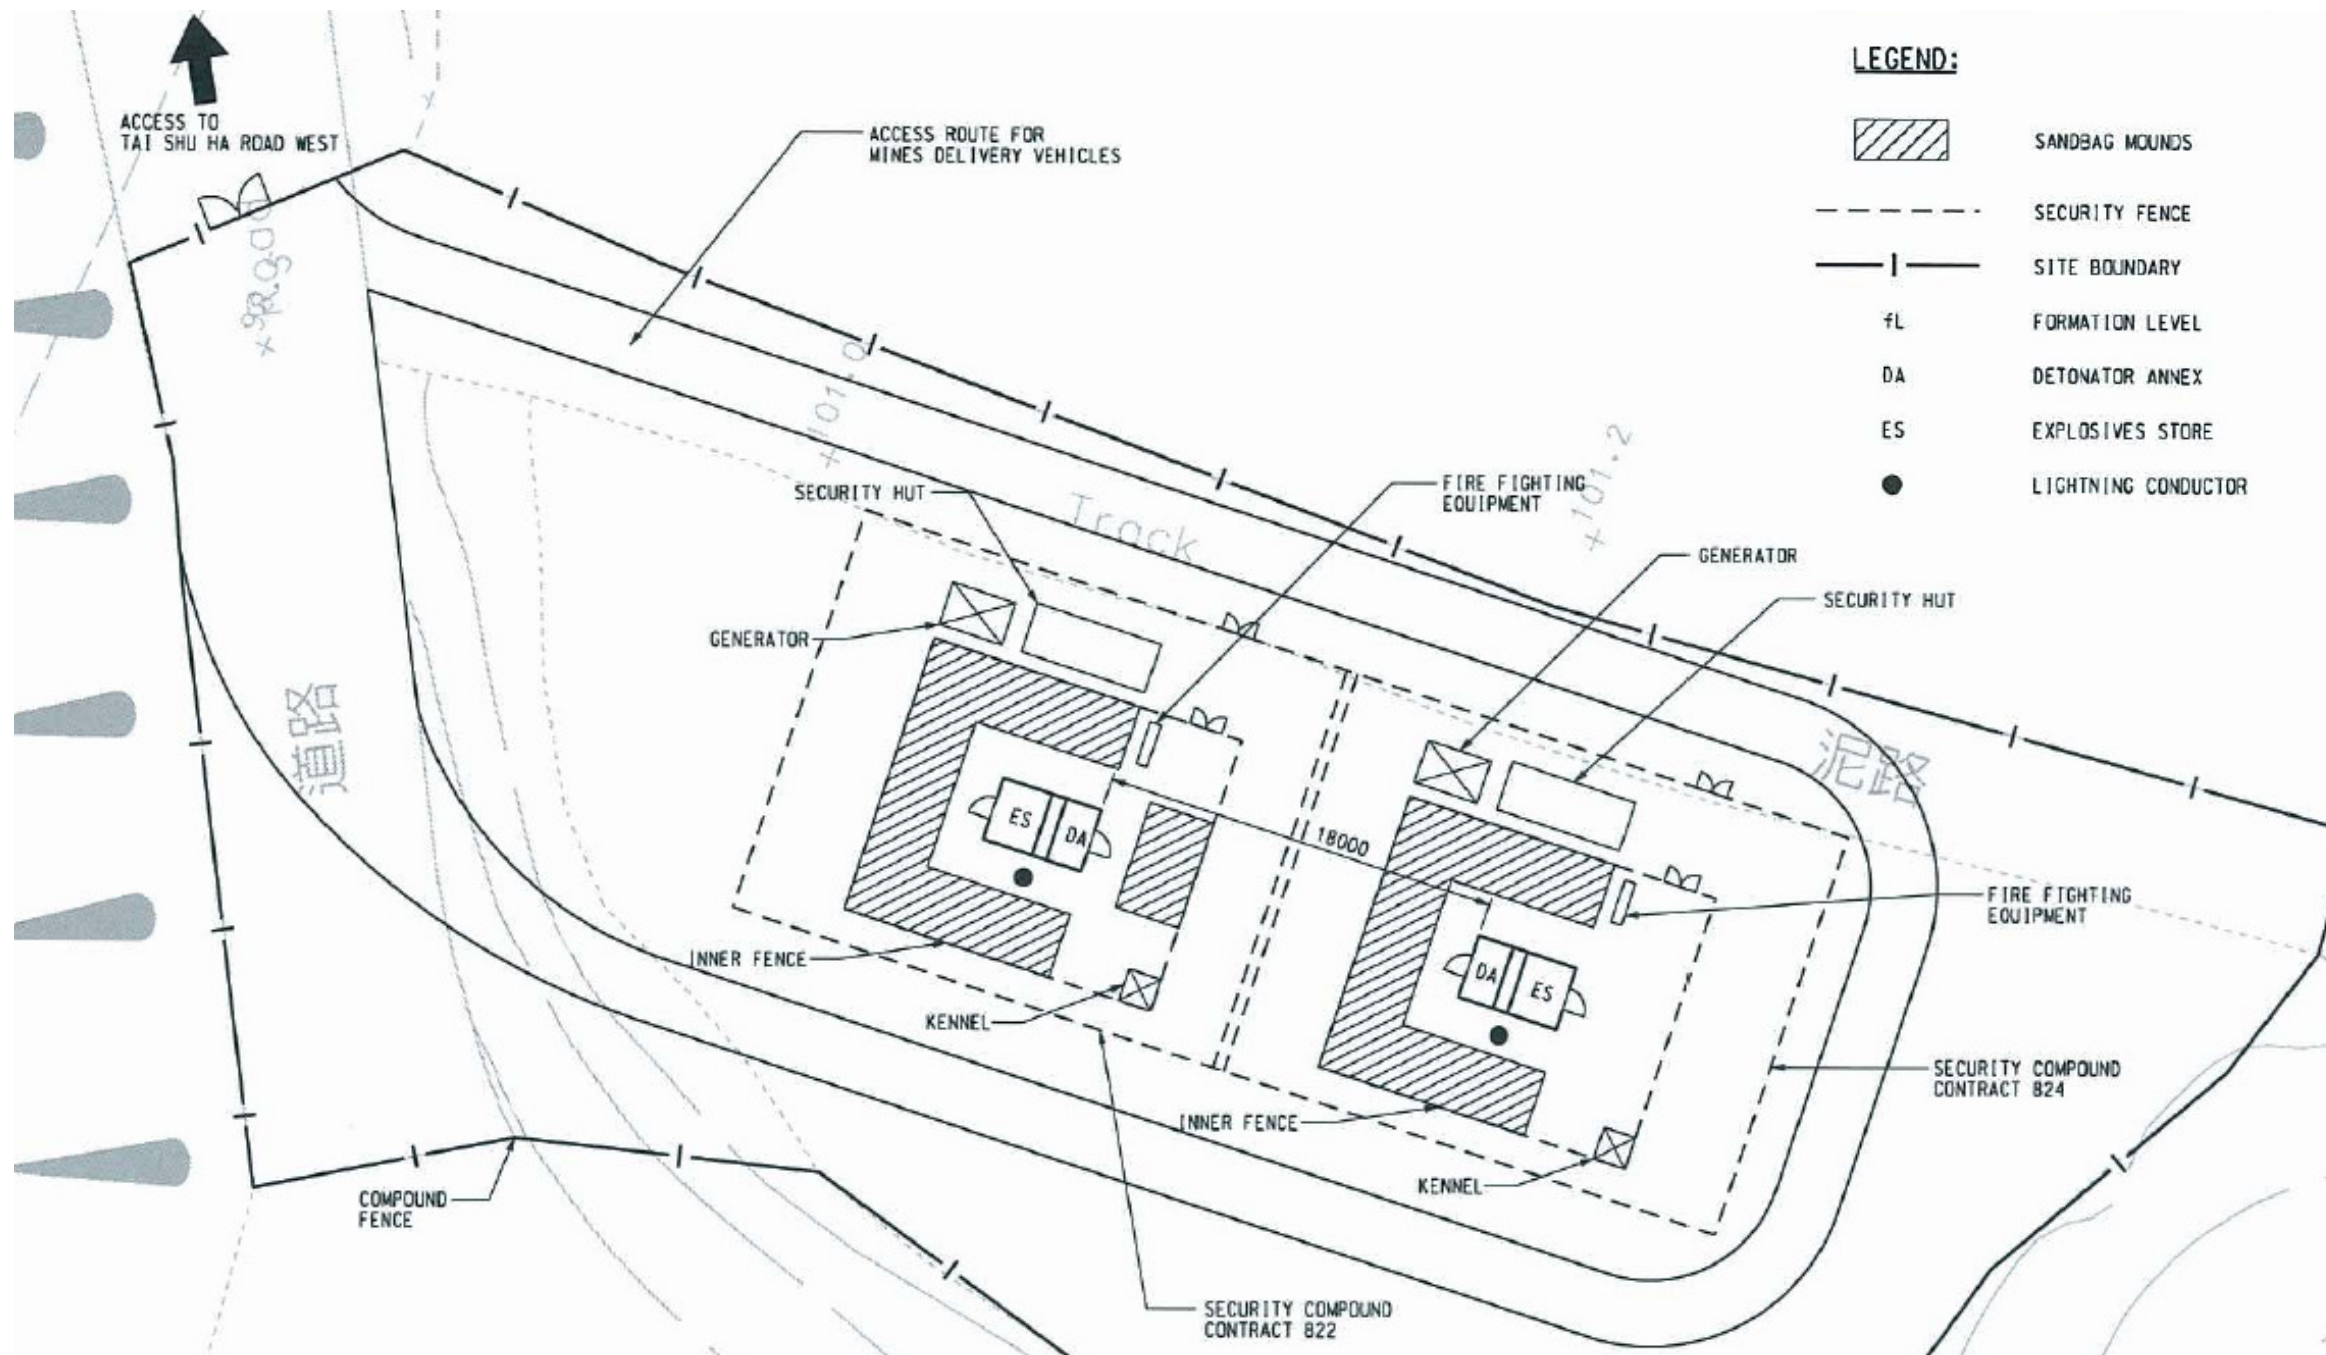 LEGEND:
SANDBAG MOUNDS
SECURITY FENCE
SITE BOUNDARY
fL
FORMATION LEVEL
DA
DETONATOR ANNEX
ES
EXPLOSIVES STORE
LIGHTNING CONDUCTOR
ACCESS TO
TAI SHU HA ROAD WEST
ACCESS ROUTE FOR
MINES DELIVERY VEHICLES
Road
+101.0
+101.2
Track
SECURITY HUT
FIRE FIGHTING
EQUIPMENT
GENERATOR
SECURITY HUT
GENERATOR
道路
泥路
ES
DA
18000
FIRE FIGHTING
EQUIPMENT
INNER FENCE
DA
ES
KENNEL
SECURITY COMPOUND
CONTRACT 824
INNER FENCE
KENNEL
COMPOUND
FENCE
SECURITY COMPOUND
CONTRACT 822